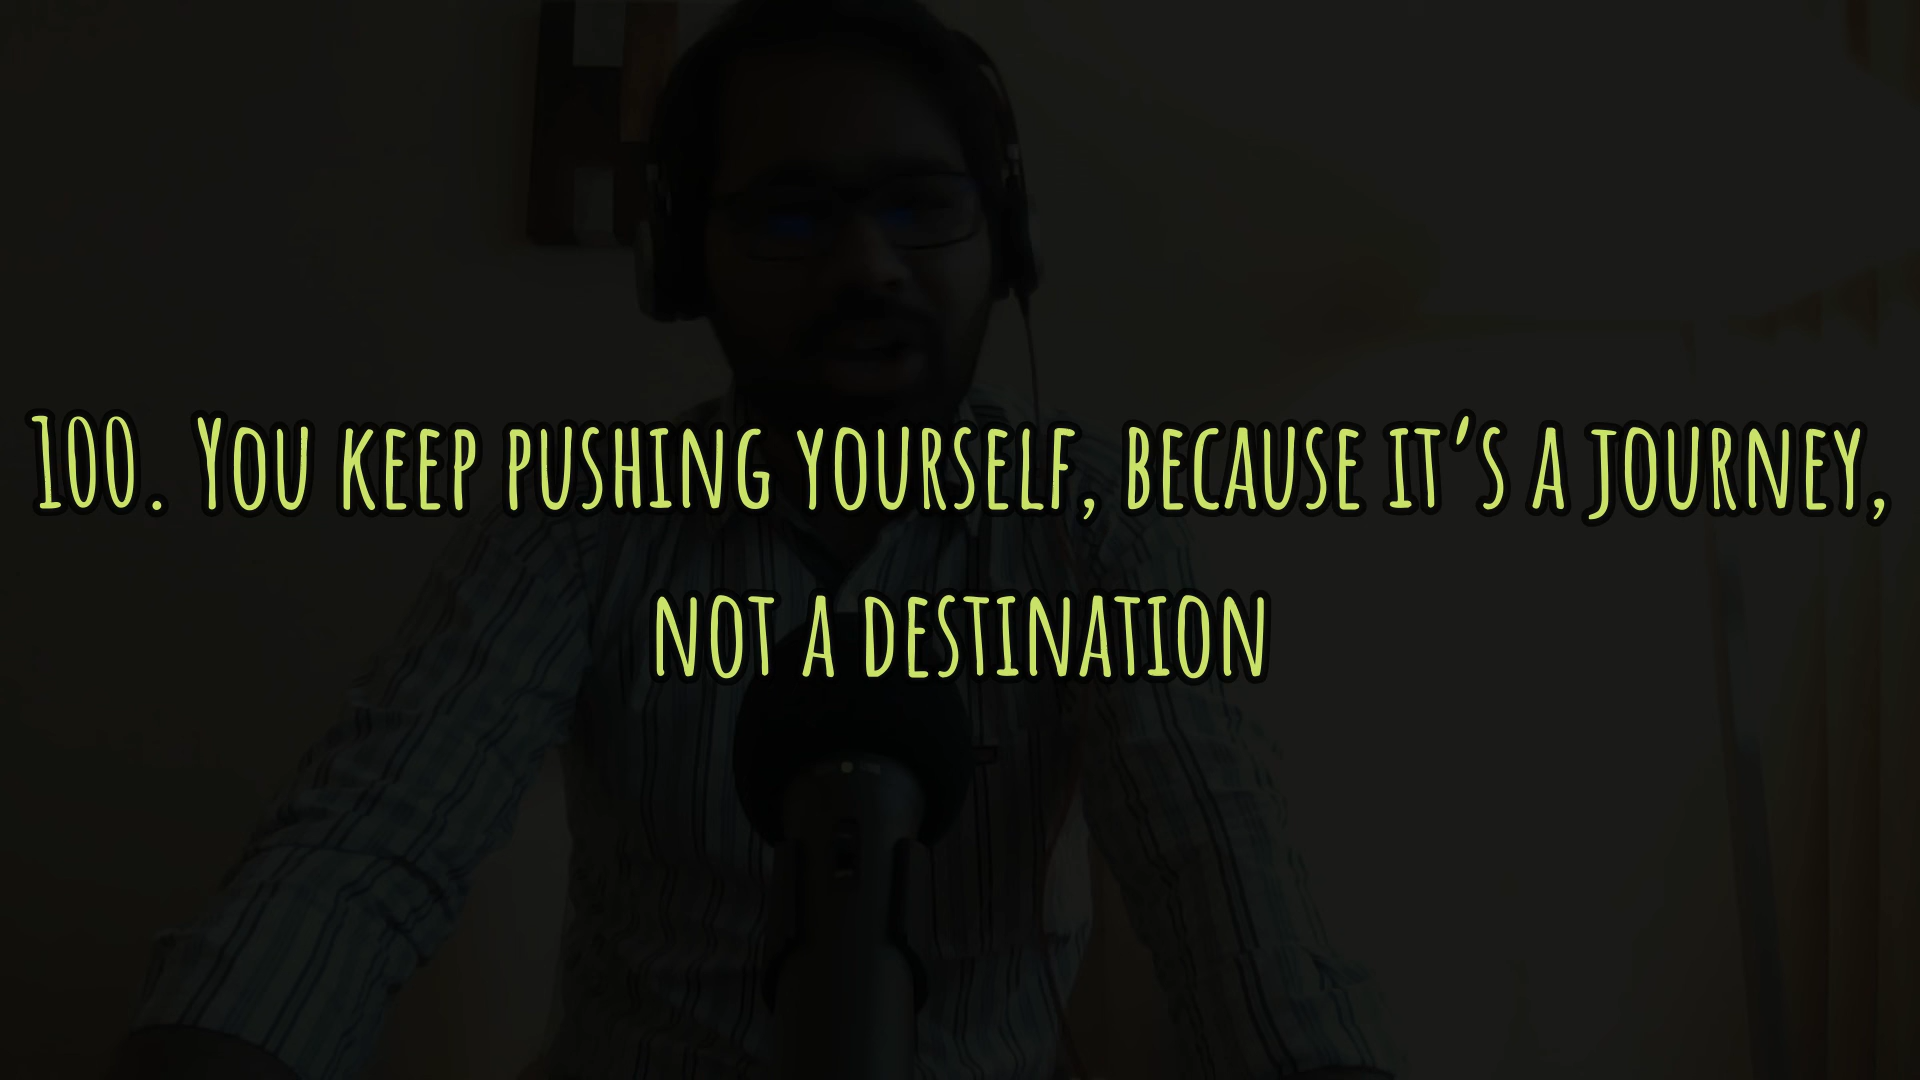 100. You keep pushing yourself, because it's a journey,
not a destination